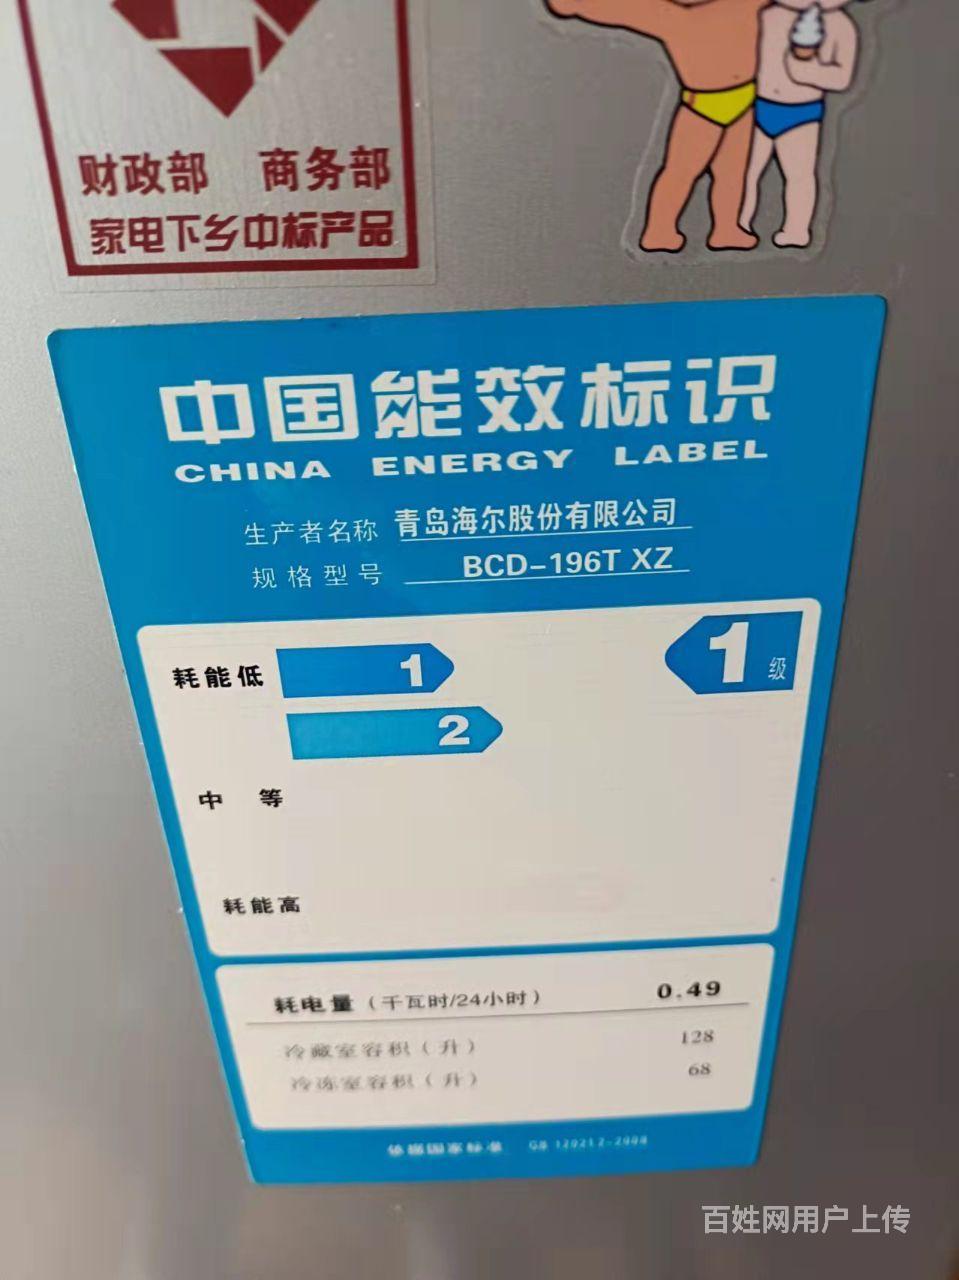 财政部 商务部
家电下乡中标产品
中国能效标识
CHINA ENERGY LABEL
生产者名称 青岛海尔股份有限公司
规格型号 BCD-196T XZ
耗能低 1 1级
2
中等
耗能高
耗电量（千瓦时/24小时） 0.49
冷藏室容积（升） 128
冷冻室容积（升） 68
依据国家标准 GB 12021.2-2008
百姓网用户上传